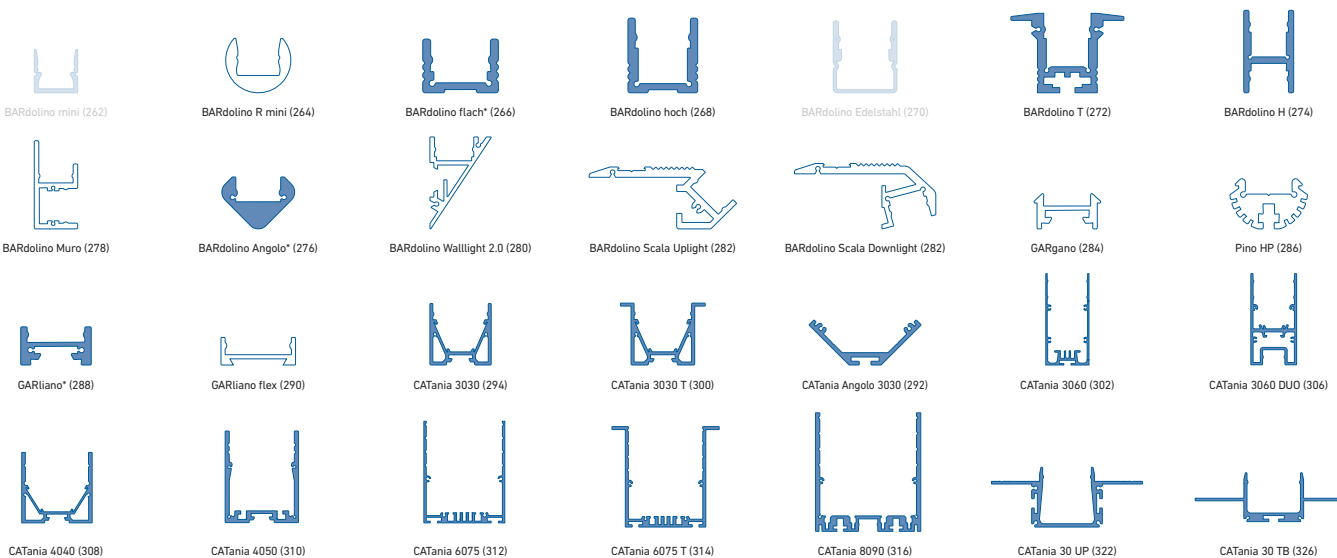 BARdolino mini (262)
BARdolino R mini (264)
BARdolino flach* (266)
BARdolino hoch (268)
BARdolino Edelstahl (270)
BARdolino T (272)
BARdolino H (274)
BARdolino Muro (278)
BARdolino Angolo* (276)
BARdolino Walllight 2.0 (280)
BARdolino Scala Uplight (282)
BARdolino Scala Downlight (282)
GARgano (284)
Pino HP (286)
GARliano* (288)
GARliano flex (290)
CATania 3030 (294)
CATania 3030 T (300)
CATania Angolo 3030 (292)
CATania 3060 (302)
CATania 3060 DUO (306)
CATania 4040 (308)
CATania 4050 (310)
CATania 6075 (312)
CATania 6075 T (314)
CATania 8090 (316)
CATania 30 UP (322)
CATania 30 TB (326)